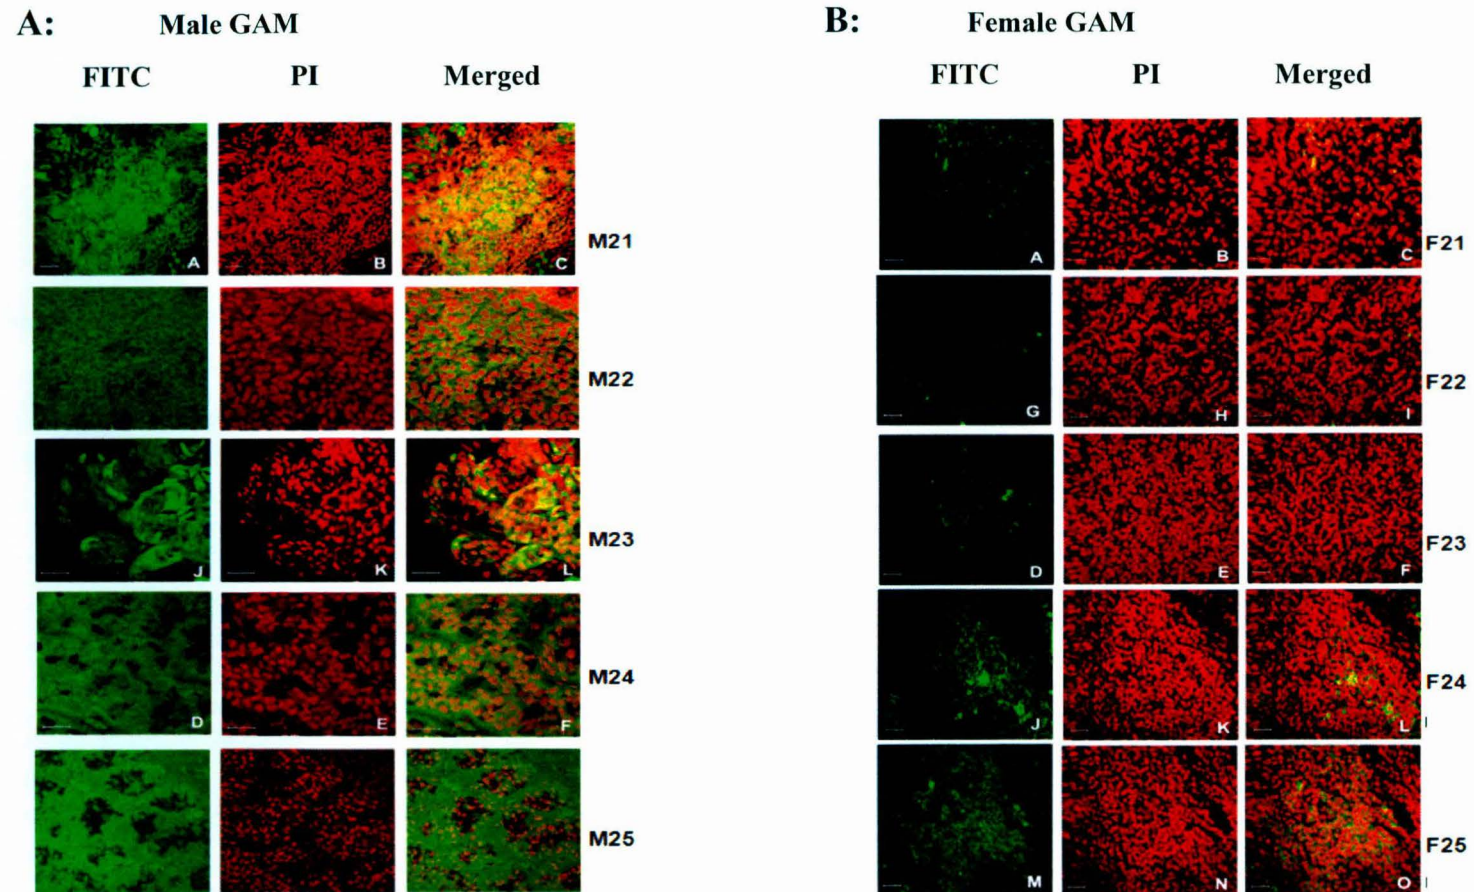 A: Male GAM
FITC PI Merged
A B C M21
M22
J K L M23
D E F M24
M25
B: Female GAM
FITC PI Merged
A B C F21
G H I F22
D E F F23
J K L F24
M N O F25